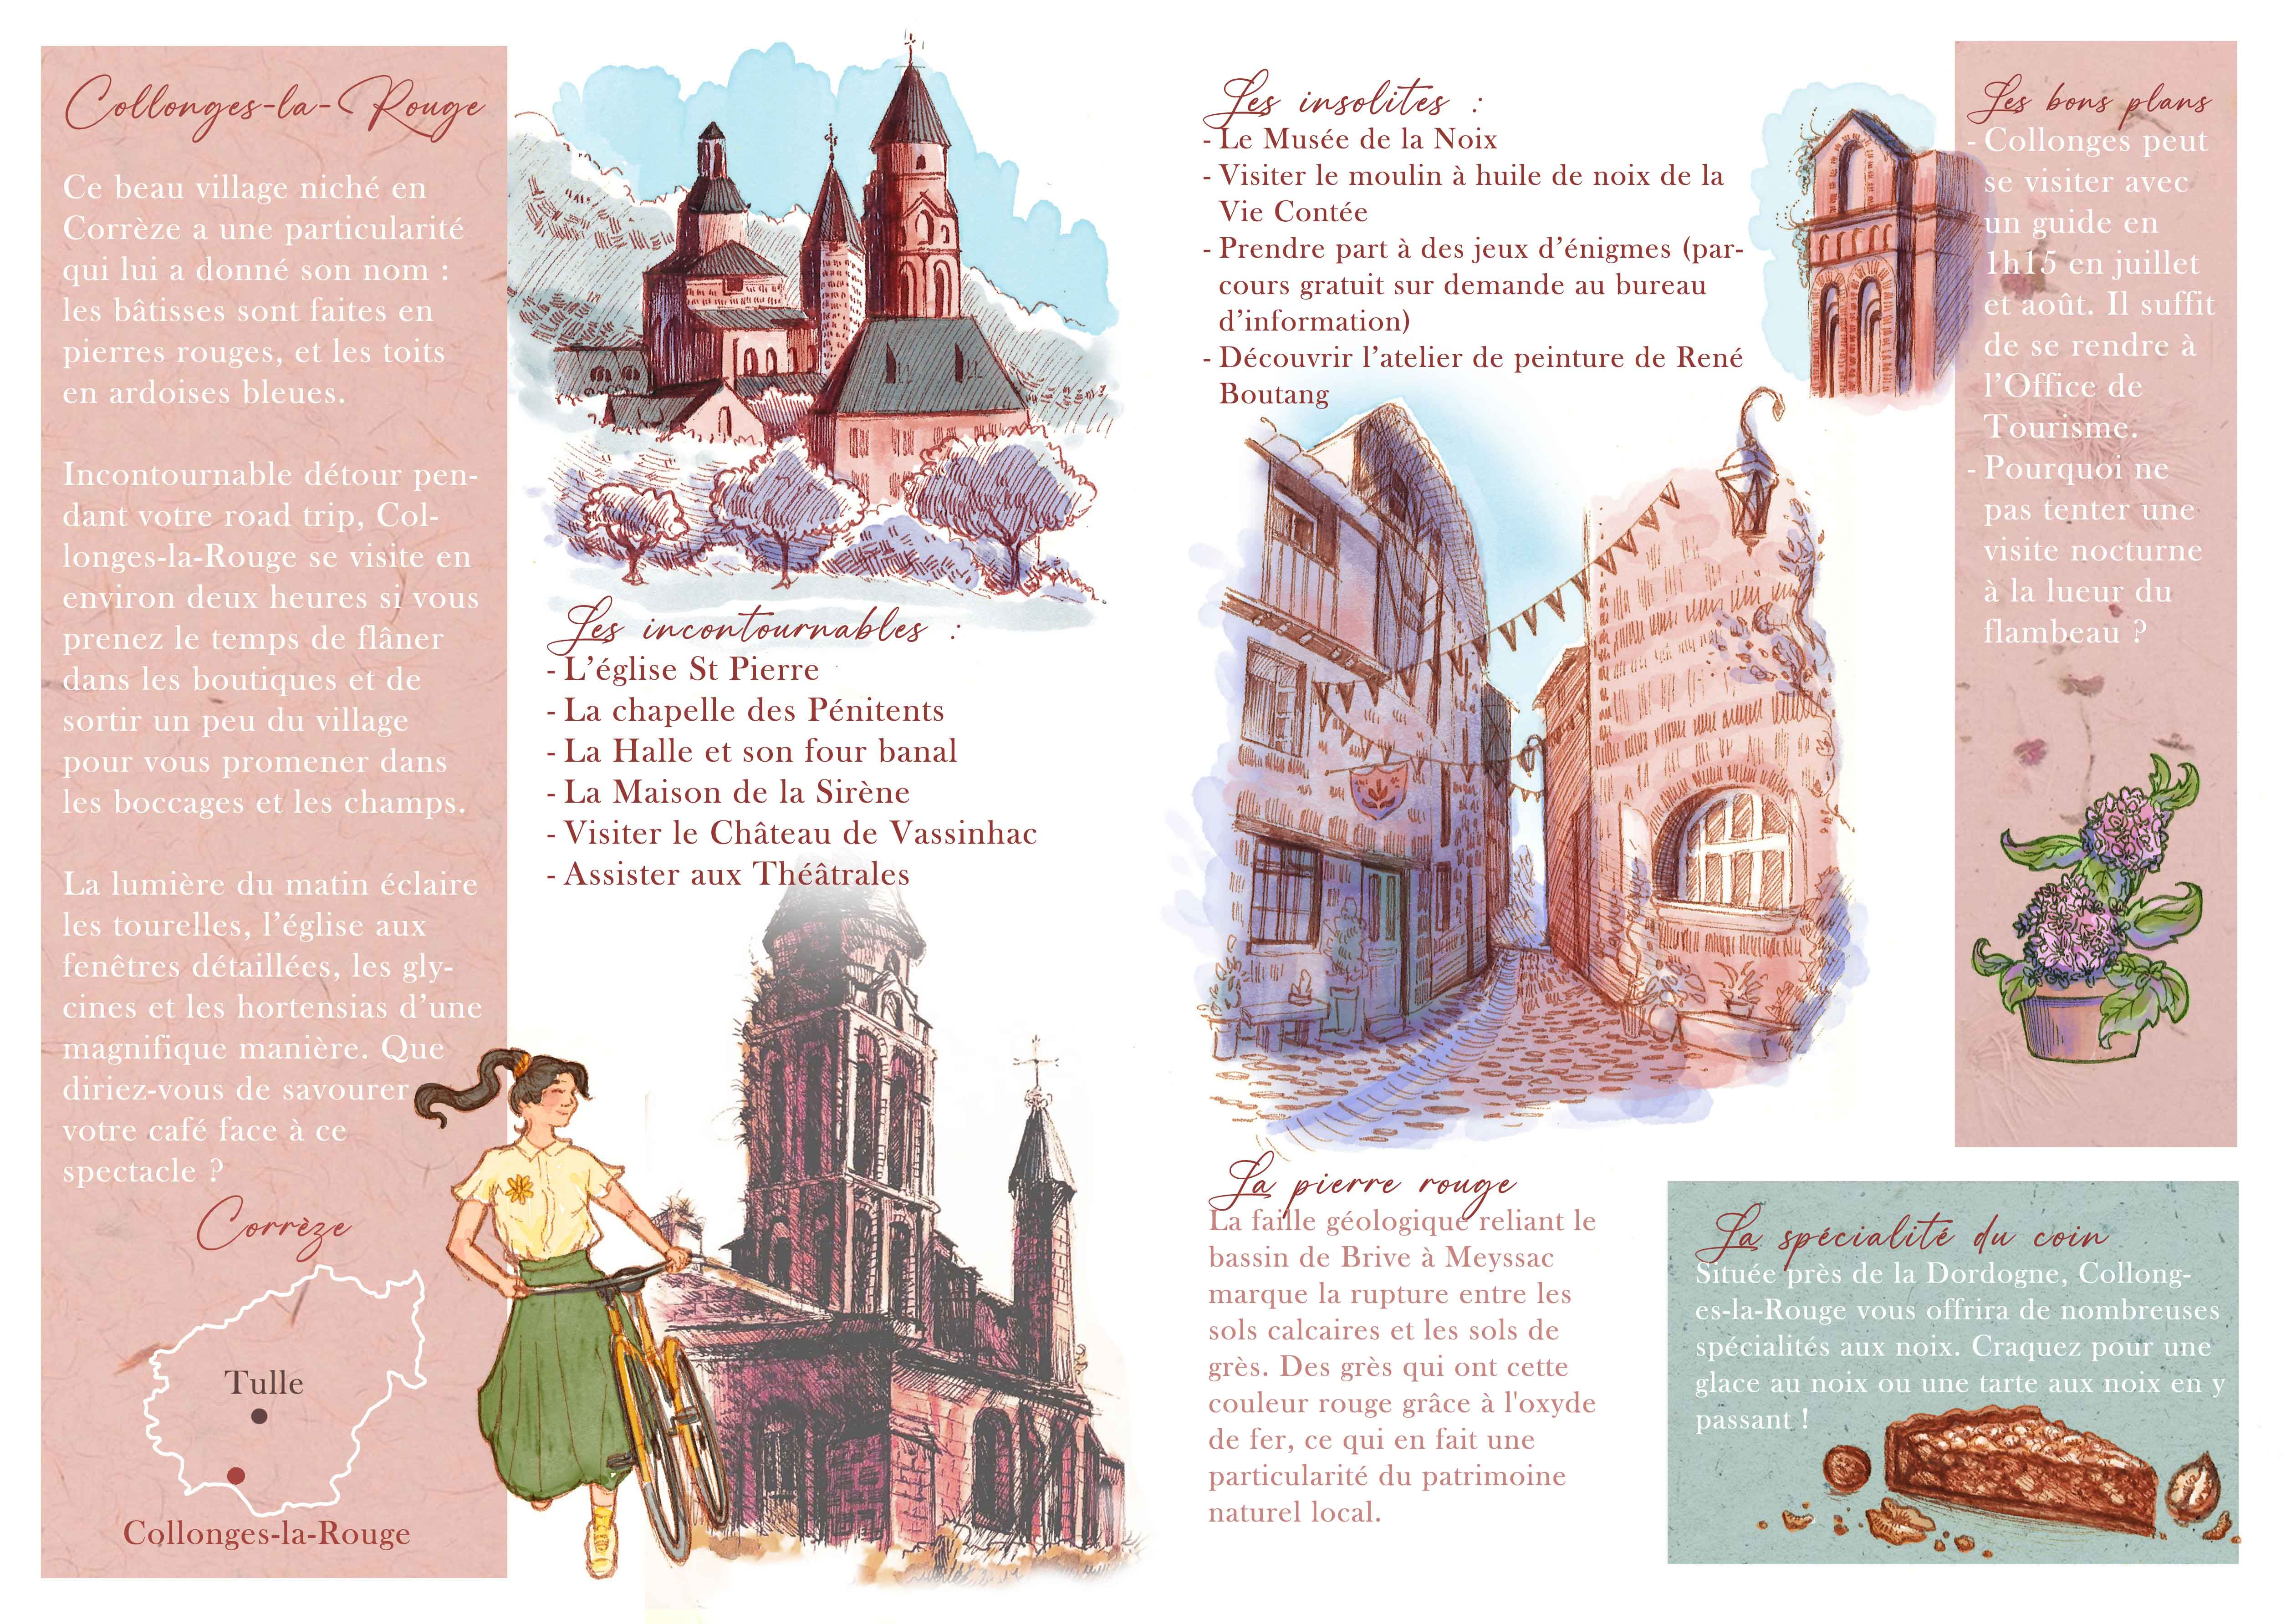 Collonges-la-Rouge
Ce beau village niché en
Corrèze a une particularité
qui lui a donné son nom :
les bâtisses sont faites en
pierres rouges, et les toits
en ardoises bleues.
Incontournable détour pen-
dant votre road trip, Col-
longes-la-Rouge se visite en
environ deux heures si vous
prenez le temps de flâner
dans les boutiques et de
sortir un peu du village
pour vous promener dans
les boccages et les champs.
La lumière du matin éclaire
les tourelles, l’église aux
fenêtres détaillées, les gly-
cines et les hortensias d’une
magnifique manière. Que
diriez-vous de savourer
votre café face à ce
spectacle ?
Corrèze
Tulle
Collonges-la-Rouge
Les incontournables :
- L’église St Pierre
- La chapelle des Pénitents
- La Halle et son four banal
- La Maison de la Sirène
- Visiter le Château de Vassinhac
- Assister aux Théâtrales
Les insolites :
- Le Musée de la Noix
- Visiter le moulin à huile de noix de la
Vie Contée
- Prendre part à des jeux d’énigmes (par-
cours gratuit sur demande au bureau
d’information)
- Découvrir l’atelier de peinture de René
Boutang
La pierre rouge
La faille géologique reliant le
bassin de Brive à Meyssac
marque la rupture entre les
sols calcaires et les sols de
grès. Des grès qui ont cette
couleur rouge grâce à l'oxyde
de fer, ce qui en fait une
particularité du patrimoine
naturel local.
Les bons plans
- Collonges peut
se visiter avec
un guide en
1h15 en juillet
et août. Il suffit
de se rendre à
l’Office de
Tourisme.
- Pourquoi ne
pas tenter une
visite nocturne
à la lueur du
flambeau ?
La spécialité du coin
Située près de la Dordogne, Collong-
es-la-Rouge vous offrira de nombreuses
spécialités aux noix. Craquez pour une
glace au noix ou une tarte aux noix en y
passant !